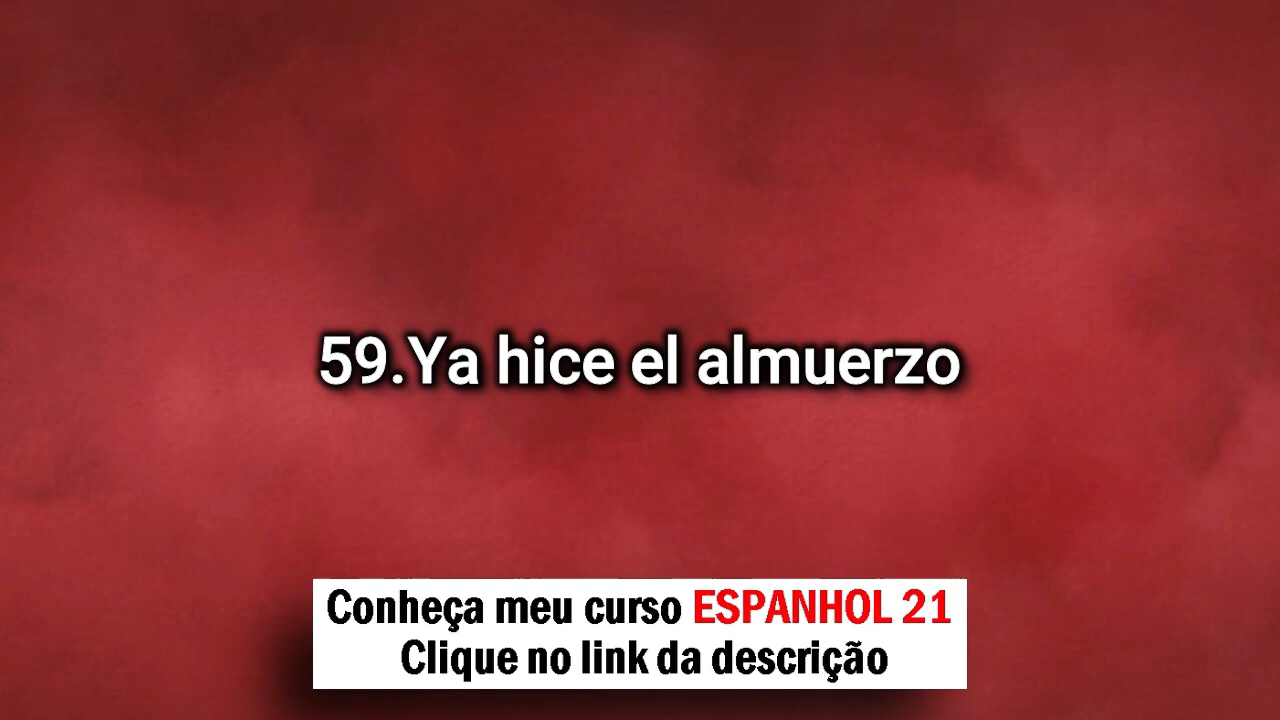 59.Ya hice el almuerzo
Conheça meu curso ESPANHOL 21
Clique no link da descrição